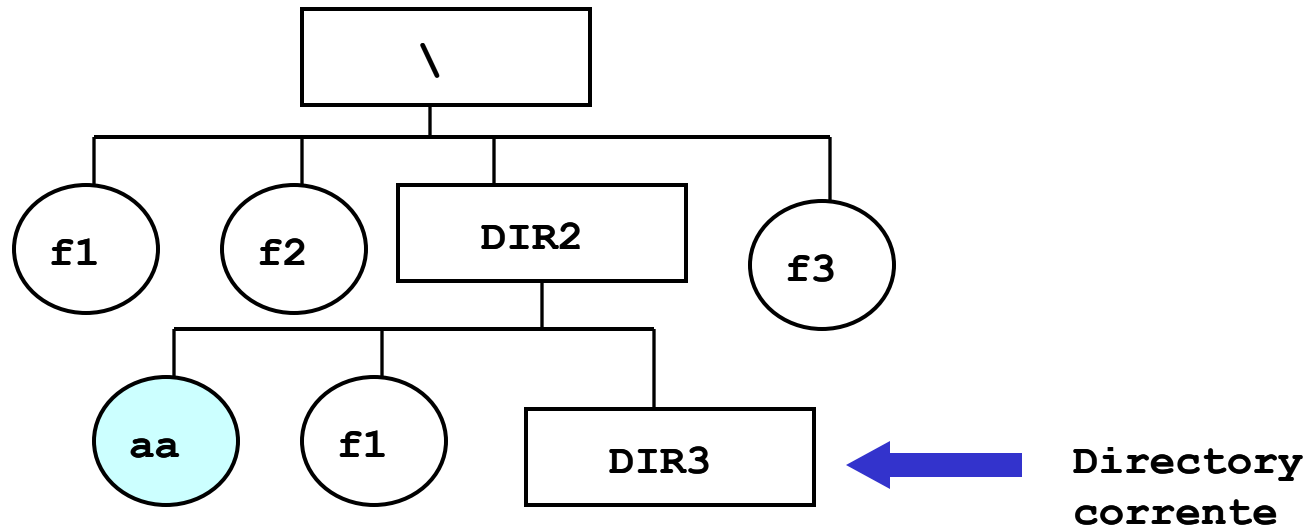 \
f1
f2
DIR2
f3
aa
f1
DIR3
Directory
corrente